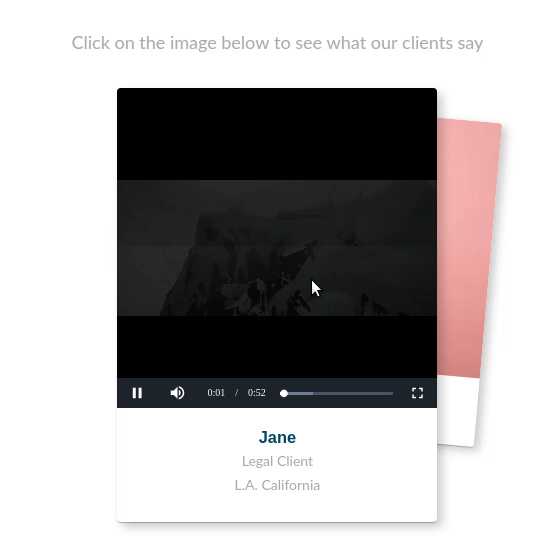 Click on the image below to see what our clients say
0:01 / 0:52
Jane
Legal Client
L.A. California